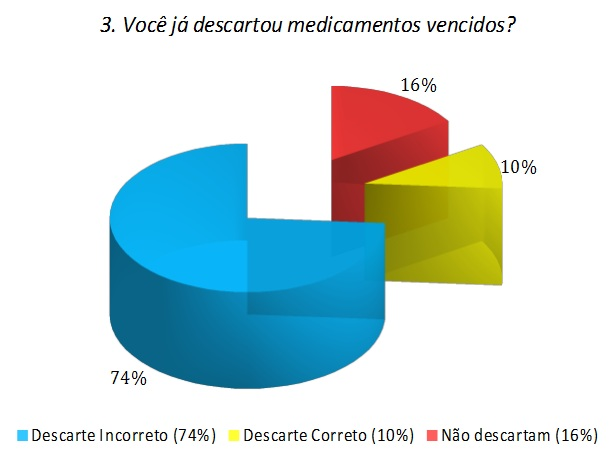 3. Você já descartou medicamentos vencidos?
16%
10%
74%
Descarte Incorreto (74%) Descarte Correto (10%) Não descartam (16%)